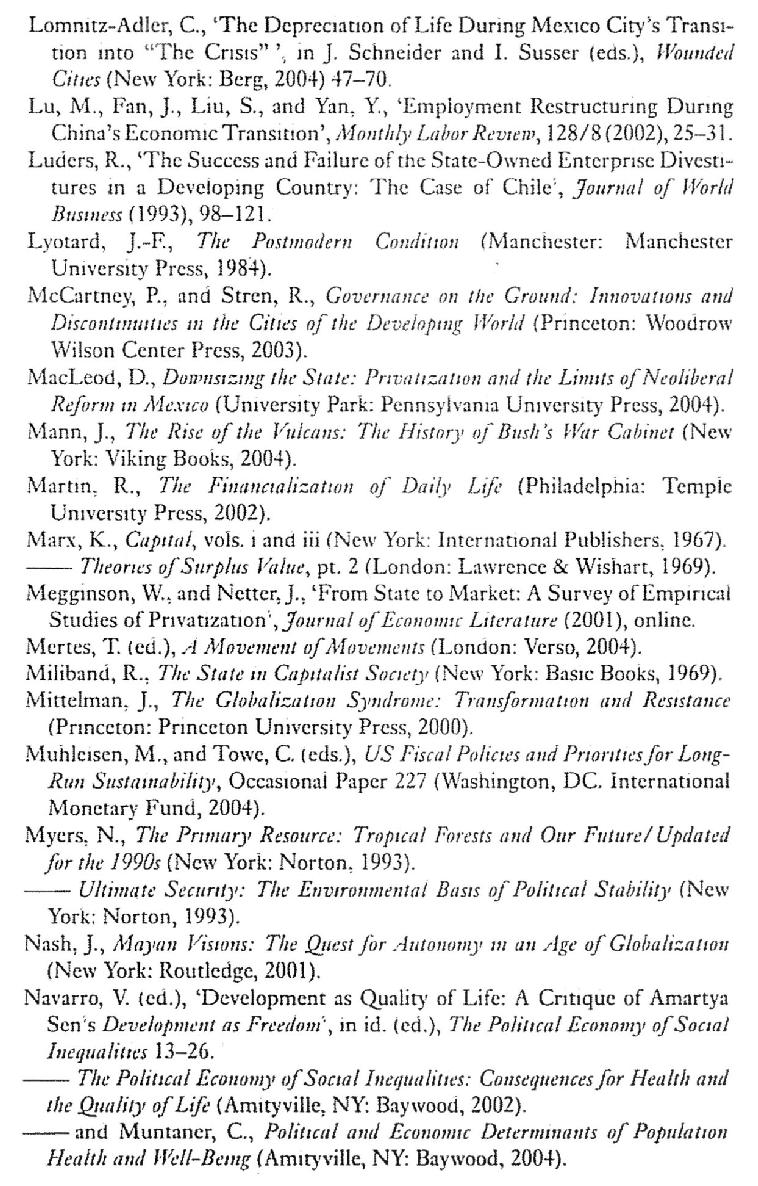 Lomnitz-Adler, C., ‘The Depreciation of Life During Mexico City’s Transi-
tion into “The Crisis” ’, in J. Schneider and I. Susser (eds.), Wounded
Cities (New York: Berg, 2004) 47–70.
Lu, M., Fan, J., Liu, S., and Yan, Y., ‘Employment Restructuring During
China’s Economic Transition’, Monthly Labor Review, 128/8 (2002), 25–31.
Luders, R., ‘The Success and Failure of the State-Owned Enterprise Divesti-
tures in a Developing Country: The Case of Chile’, Journal of World
Business (1993), 98–121.
Lyotard, J.-F., The Postmodern Condition (Manchester: Manchester
University Press, 1984).
McCartney, P., and Stren, R., Governance on the Ground: Innovations and
Discontinuities in the Cities of the Developing World (Princeton: Woodrow
Wilson Center Press, 2003).
MacLeod, D., Downsizing the State: Privatization and the Limits of Neoliberal
Reform in Mexico (University Park: Pennsylvania University Press, 2004).
Mann, J., The Rise of the Vulcans: The History of Bush’s War Cabinet (New
York: Viking Books, 2004).
Martin, R., The Financialization of Daily Life (Philadelphia: Temple
University Press, 2002).
Marx, K., Capital, vols. i and iii (New York: International Publishers, 1967).
—— Theories of Surplus Value, pt. 2 (London: Lawrence & Wishart, 1969).
Megginson, W., and Netter, J., ‘From State to Market: A Survey of Empirical
Studies of Privatization’, Journal of Economic Literature (2001), online.
Mertes, T. (ed.), A Movement of Movements (London: Verso, 2004).
Miliband, R., The State in Capitalist Society (New York: Basic Books, 1969).
Mittelman, J., The Globalization Syndrome: Transformation and Resistance
(Princeton: Princeton University Press, 2000).
Muhleisen, M., and Towe, C. (eds.), US Fiscal Policies and Priorities for Long-
Run Sustainability, Occasional Paper 227 (Washington, DC. International
Monetary Fund, 2004).
Myers, N., The Primary Resource: Tropical Forests and Our Future/Updated
for the 1990s (New York: Norton, 1993).
—— Ultimate Security: The Environmental Basis of Political Stability (New
York: Norton, 1993).
Nash, J., Mayan Visions: The Quest for Autonomy in an Age of Globalization
(New York: Routledge, 2001).
Navarro, V. (ed.), ‘Development as Quality of Life: A Critique of Amartya
Sen’s Development as Freedom’, in id. (ed.), The Political Economy of Social
Inequalities 13–26.
—— The Political Economy of Social Inequalities: Consequences for Health and
the Quality of Life (Amityville, NY: Baywood, 2002).
—— and Muntaner, C., Political and Economic Determinants of Population
Health and Well-Being (Amityville, NY: Baywood, 2004).